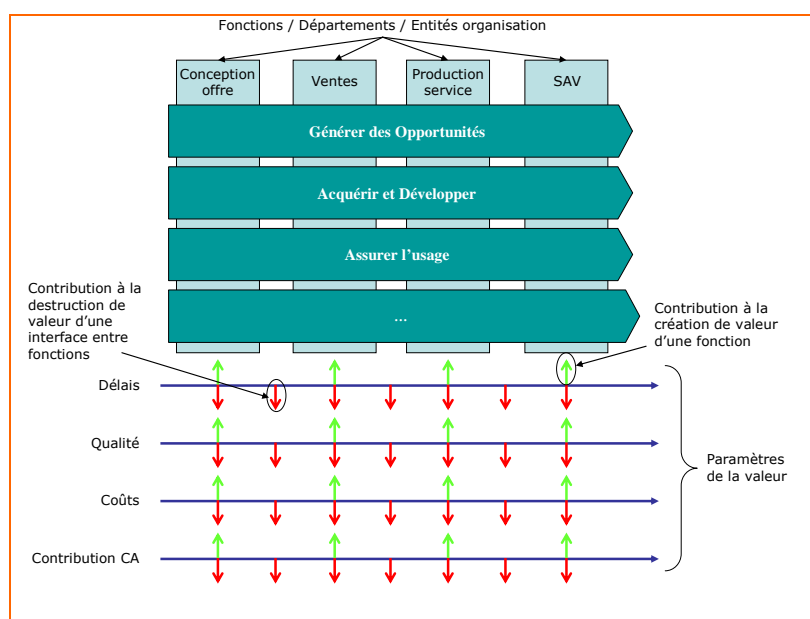 Fonctions / Départements / Entités organisation
Conception
offre
Ventes
Production
service
SAV
Générer des Opportunités
Acquérir et Développer
Assurer l'usage
...
Contribution à la
destruction de
valeur d'une
interface entre
fonctions
Contribution à la
création de valeur
d'une fonction
Délais
Qualité
Coûts
Contribution CA
Paramètres
de la valeur